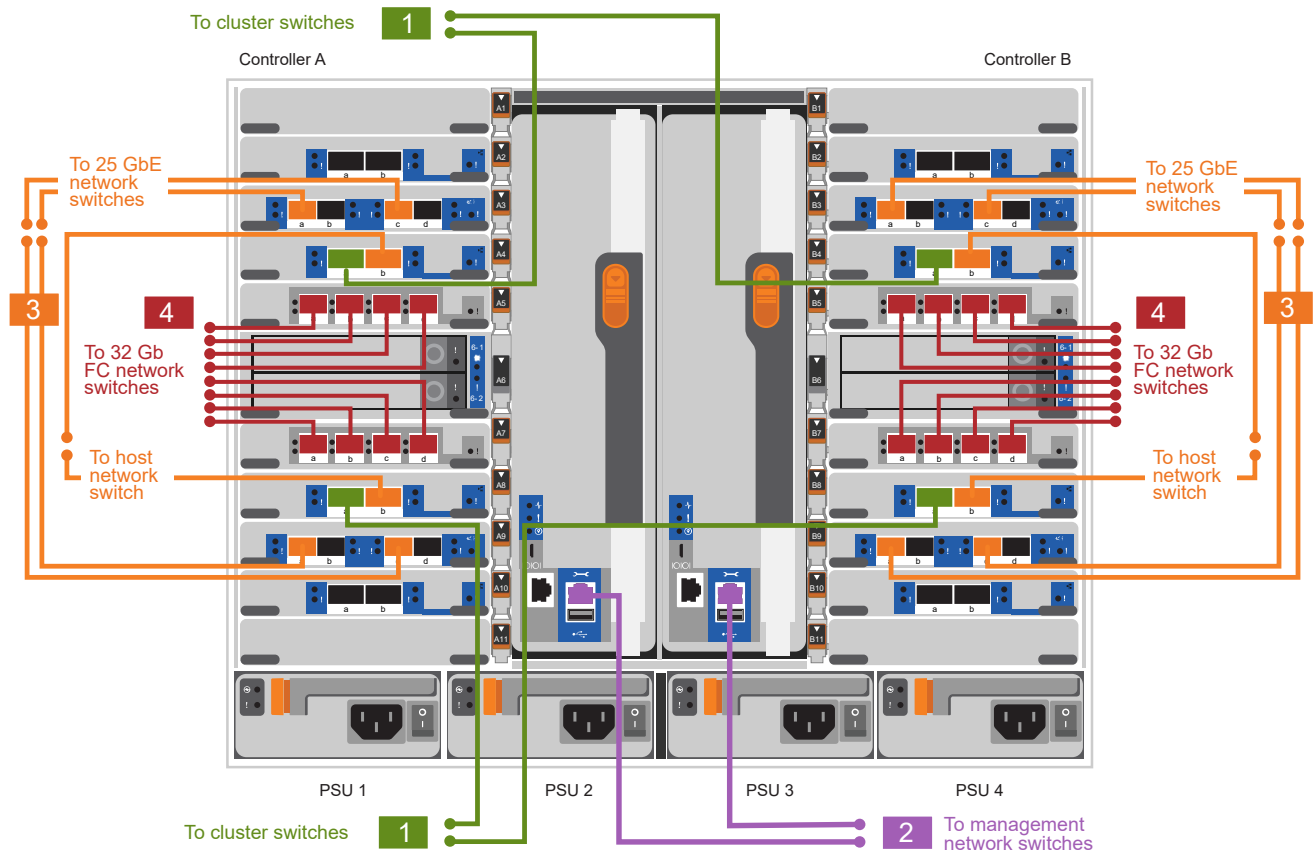 To cluster switches 1
Controller A
Controller B
A1
B1
A2
B2
a b
a b
To 25 GbE
network
switches
To 25 GbE
network
switches
A3
B3
a b c d
a b c d
A4
B4
b
b
3
4
A5
B5
4
3
To 32 Gb
FC network
switches
To 32 Gb
FC network
switches
6-1
A6
B6
6-1
6-2
6-2
A7
B7
a b c d
a b c d
To host
network
switch
To host
network
switch
A8
B8
A9
B9
b d
b d
A10
B10
a b
a b
A11
B11
PSU 1
PSU 2
PSU 3
PSU 4
To cluster switches 1
2 To management
network switches